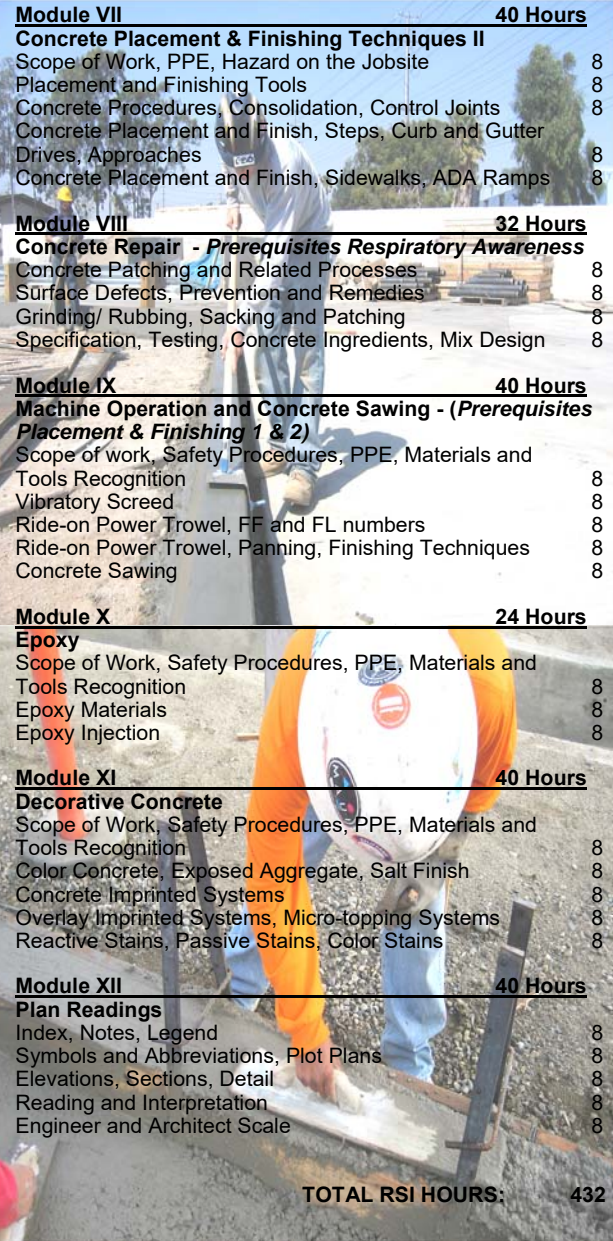 Module VII 40 Hours
Concrete Placement & Finishing Techniques II
Scope of Work, PPE, Hazard on the Jobsite 8
Placement and Finishing Tools 8
Concrete Procedures, Consolidation, Control Joints 8
Concrete Placement and Finish, Steps, Curb and Gutter
Drives, Approaches 8
Concrete Placement and Finish, Sidewalks, ADA Ramps 8
Module VIII 32 Hours
Concrete Repair - Prerequisites Respiratory Awareness
Concrete Patching and Related Processes 8
Surface Defects, Prevention and Remedies 8
Grinding/ Rubbing, Sacking and Patching 8
Specification, Testing, Concrete Ingredients, Mix Design 8
Module IX 40 Hours
Machine Operation and Concrete Sawing - (Prerequisites
Placement & Finishing 1 & 2)
Scope of work, Safety Procedures, PPE, Materials and
Tools Recognition 8
Vibratory Screed 8
Ride-on Power Trowel, FF and FL numbers 8
Ride-on Power Trowel, Panning, Finishing Techniques 8
Concrete Sawing 8
Module X 24 Hours
Epoxy
Scope of Work, Safety Procedures, PPE, Materials and
Tools Recognition 8
Epoxy Materials 8
Epoxy Injection 8
Module XI 40 Hours
Decorative Concrete
Scope of Work, Safety Procedures, PPE, Materials and
Tools Recognition 8
Color Concrete, Exposed Aggregate, Salt Finish 8
Concrete Imprinted Systems 8
Overlay Imprinted Systems, Micro-topping Systems 8
Reactive Stains, Passive Stains, Color Stains 8
Module XII 40 Hours
Plan Readings
Index, Notes, Legend 8
Symbols and Abbreviations, Plot Plans 8
Elevations, Sections, Detail 8
Reading and Interpretation 8
Engineer and Architect Scale 8
TOTAL RSI HOURS: 432